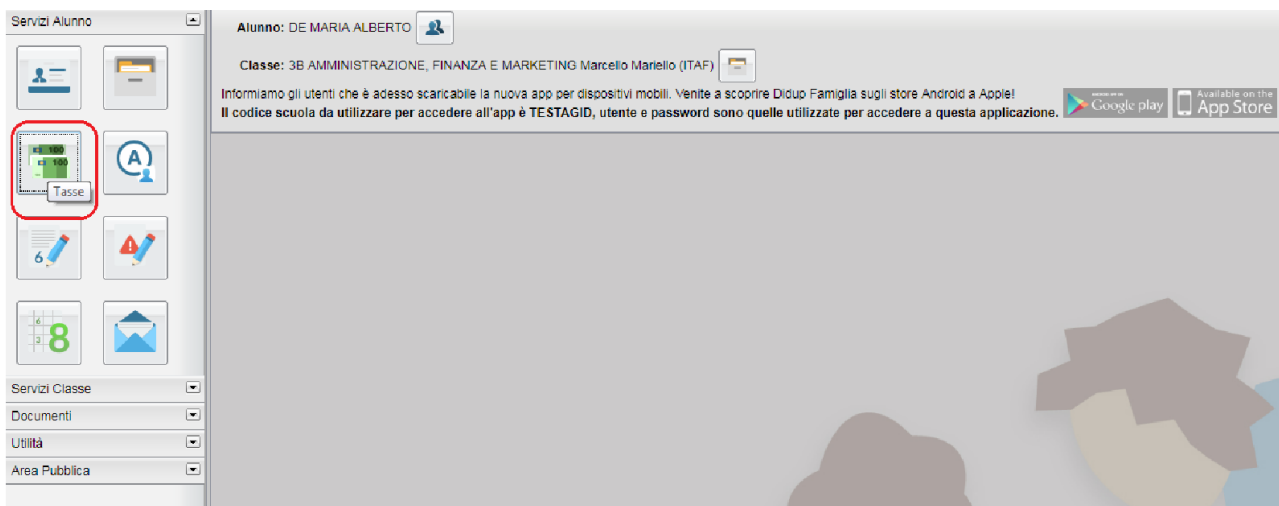 Servizi Alunno
Alunno: DE MARIA ALBERTO
Classe: 3B AMMINISTRAZIONE, FINANZA E MARKETING Marcello Mariello (ITAF)
Informiamo gli utenti che è adesso scaricabile la nuova app per dispositivi mobili. Venite a scoprire Didup Famiglia sugli store Android a Apple!
Il codice scuola da utilizzare per accedere all'app è TESTAGID, utente e password sono quelle utilizzate per accedere a questa applicazione.
Google play
Available on the
App Store
100
100
A
Tasse
6
6
3
8
Servizi Classe
Documenti
Utilità
Area Pubblica